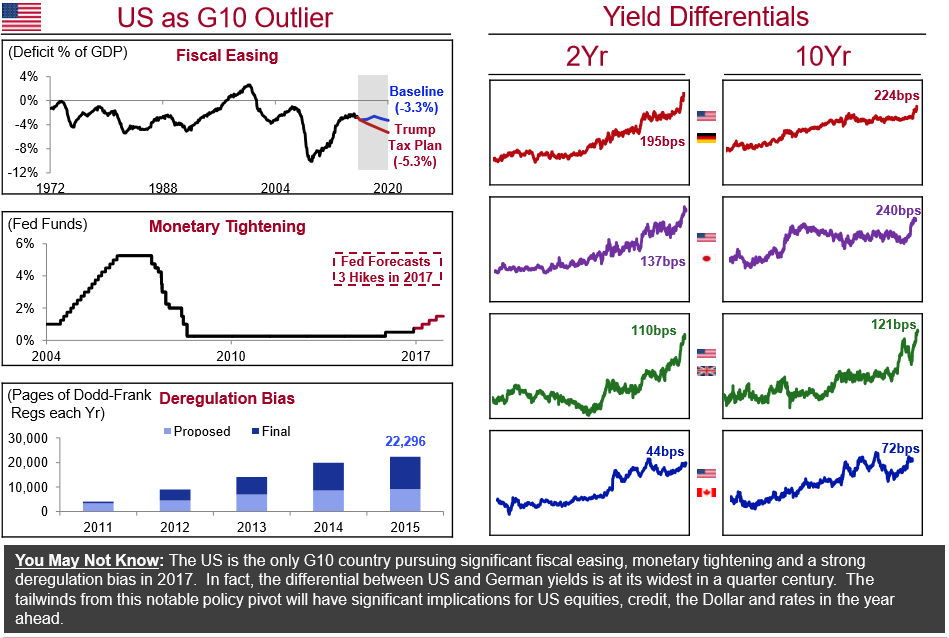 US as G10 Outlier
(Deficit % of GDP)
Fiscal Easing
4%
0%
-4%
-8%
-12%
1972
1988
2004
2020
Baseline
(-3.3%)
Trump
Tax Plan
(-5.3%)
(Fed Funds)
Monetary Tightening
6%
4%
2%
0%
2004
2010
2017
Fed Forecasts
3 Hikes in 2017
(Pages of Dodd-Frank
Regs each Yr)
Deregulation Bias
Proposed
Final
22,296
30,000
20,000
10,000
0
2011
2012
2013
2014
2015
Yield Differentials
2Yr
10Yr
195bps
224bps
137bps
240bps
110bps
121bps
44bps
72bps
You May Not Know: The US is the only G10 country pursuing significant fiscal easing, monetary tightening and a strong
deregulation bias in 2017. In fact, the differential between US and German yields is at its widest in a quarter century. The
tailwinds from this notable policy pivot will have significant implications for US equities, credit, the Dollar and rates in the year
ahead.